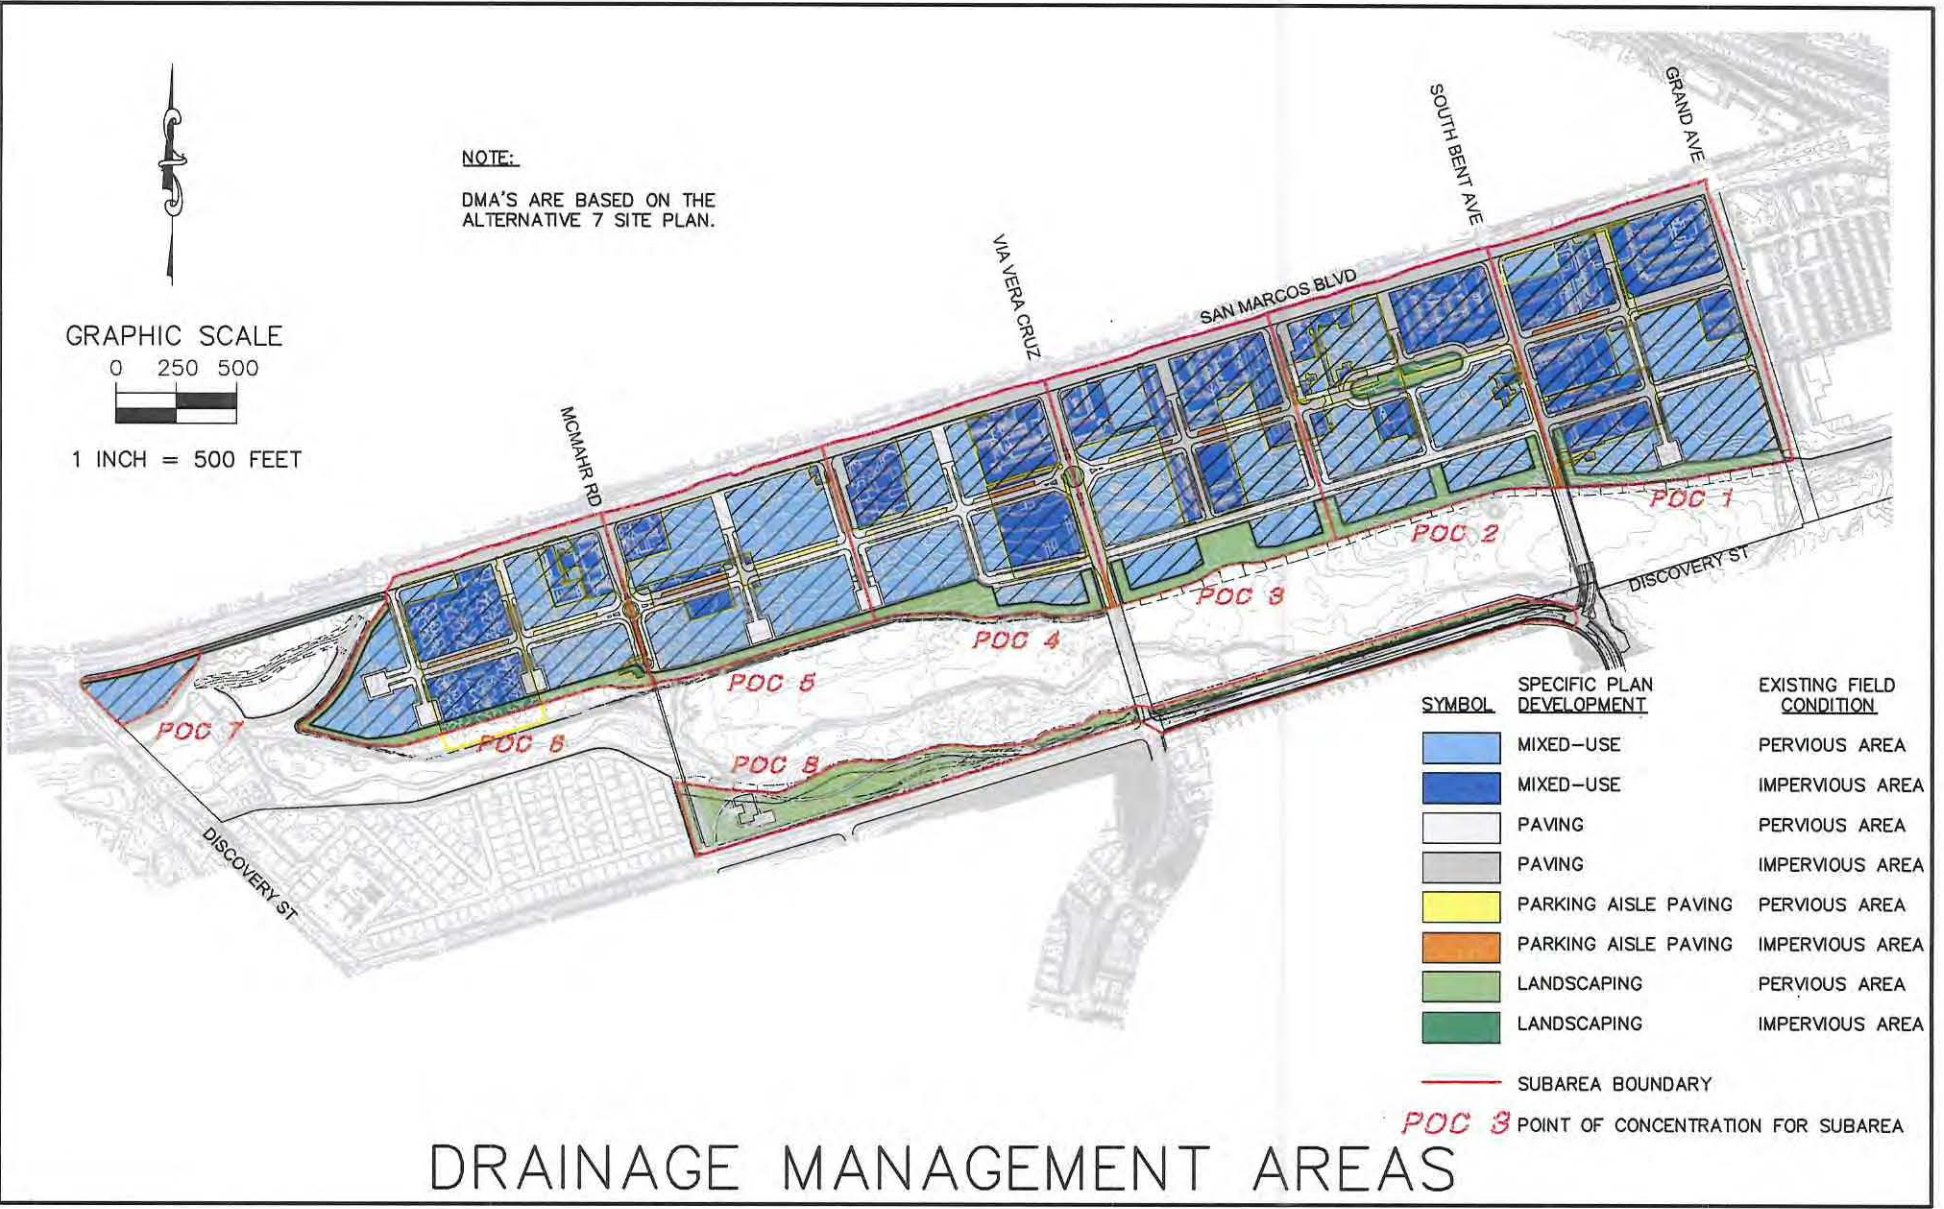 NOTE:
DMA'S ARE BASED ON THE
ALTERNATIVE 7 SITE PLAN.
GRAPHIC SCALE
0 250 500
1 INCH = 500 FEET
MCMAHR RD
VIA VERA CRUZ
SAN MARCOS BLVD
SOUTH BENT AVE
GRAND AVE
POC 1
POC 2
POC 3
POC 4
POC 5
POC 6
POC 7
POC 8
DISCOVERY ST
DISCOVERY ST
SYMBOL SPECIFIC PLAN DEVELOPMENT EXISTING FIELD CONDITION
MIXED-USE PERVIOUS AREA
MIXED-USE IMPERVIOUS AREA
PAVING PERVIOUS AREA
PAVING IMPERVIOUS AREA
PARKING AISLE PAVING PERVIOUS AREA
PARKING AISLE PAVING IMPERVIOUS AREA
LANDSCAPING PERVIOUS AREA
LANDSCAPING IMPERVIOUS AREA
SUBAREA BOUNDARY
POC 3 POINT OF CONCENTRATION FOR SUBAREA
DRAINAGE MANAGEMENT AREAS